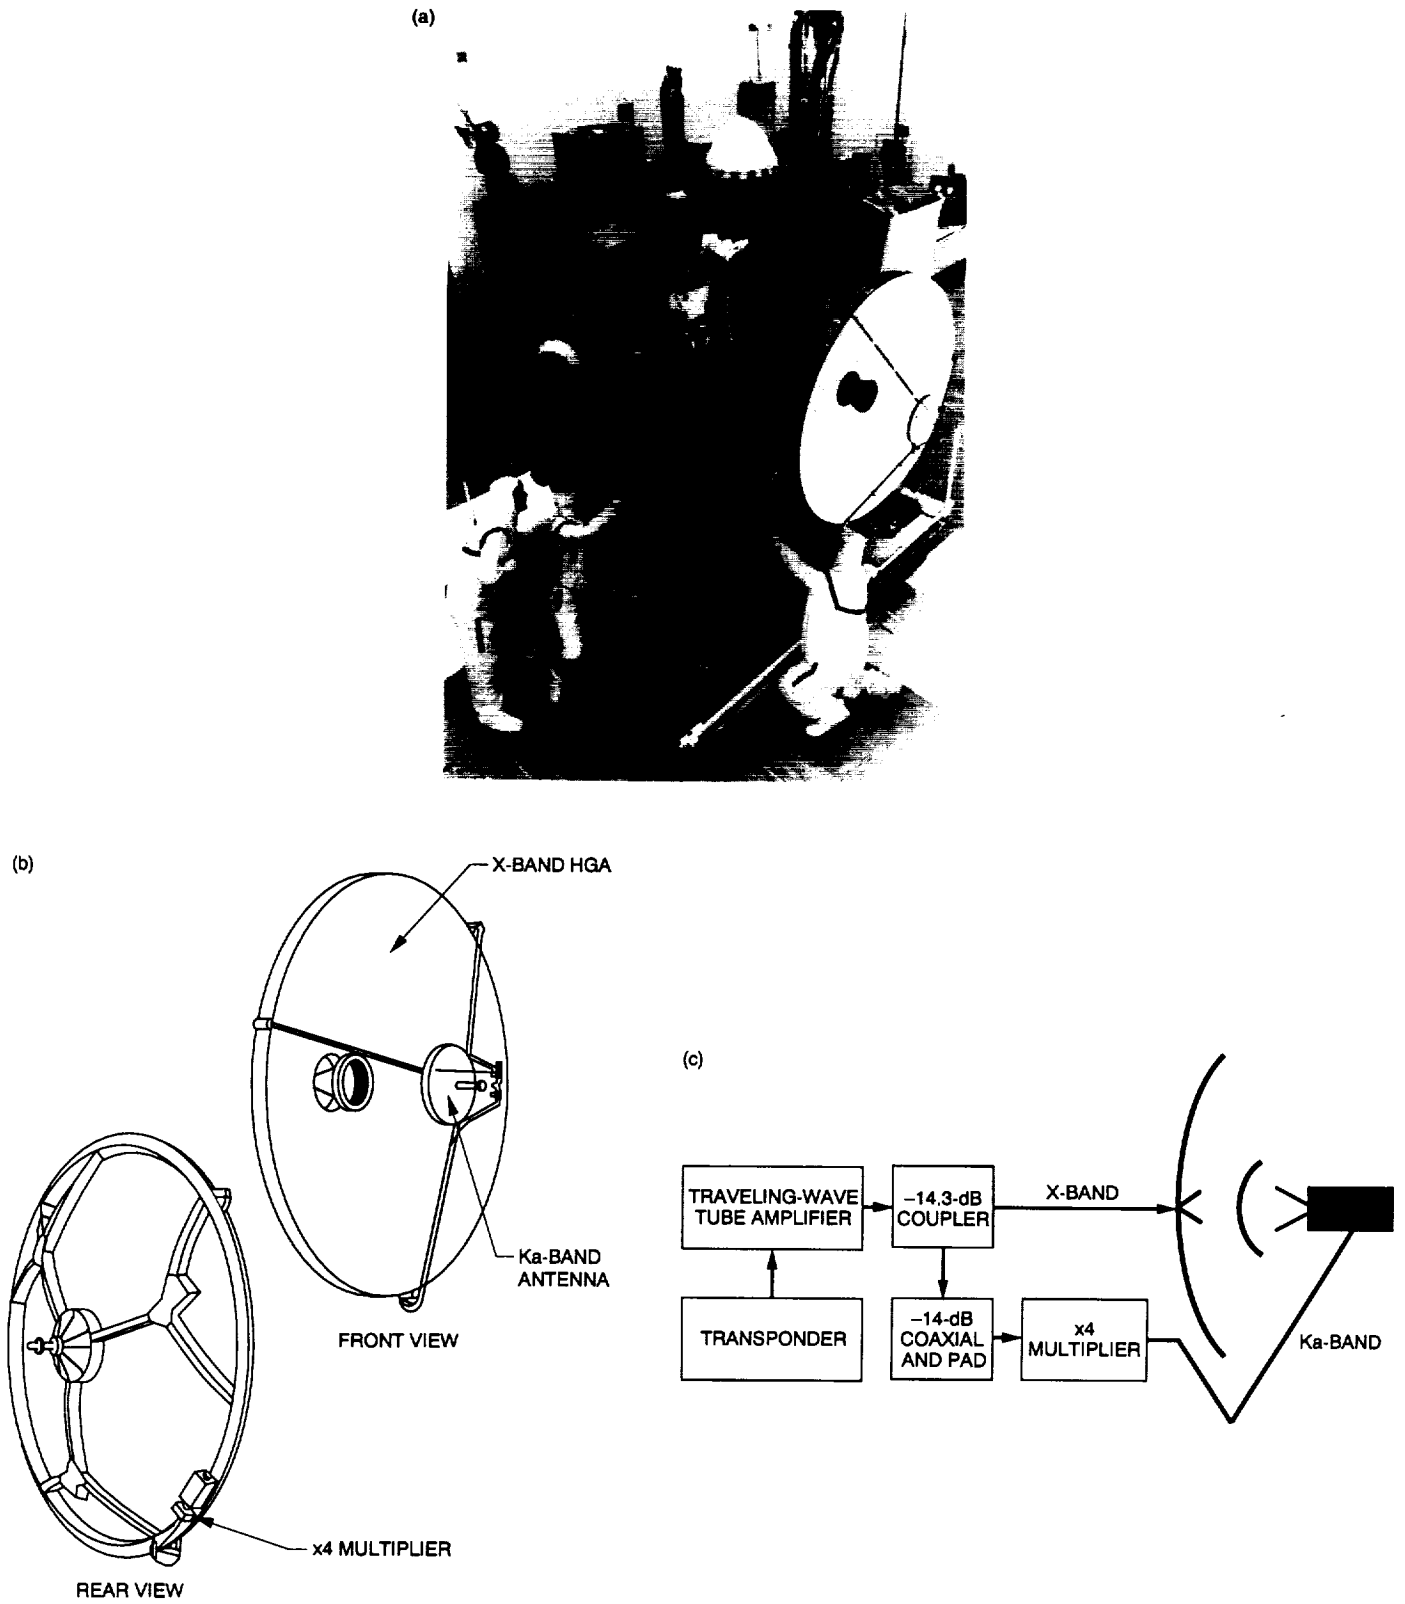 (a)
(b)
X-BAND HGA
Ka-BAND
ANTENNA
FRONT VIEW
x4 MULTIPLIER
REAR VIEW
(c)
TRAVELING-WAVE
TUBE AMPLIFIER
–14,3-dB
COUPLER
X-BAND
TRANSPONDER
–14-dB
COAXIAL
AND PAD
x4
MULTIPLIER
Ka-BAND